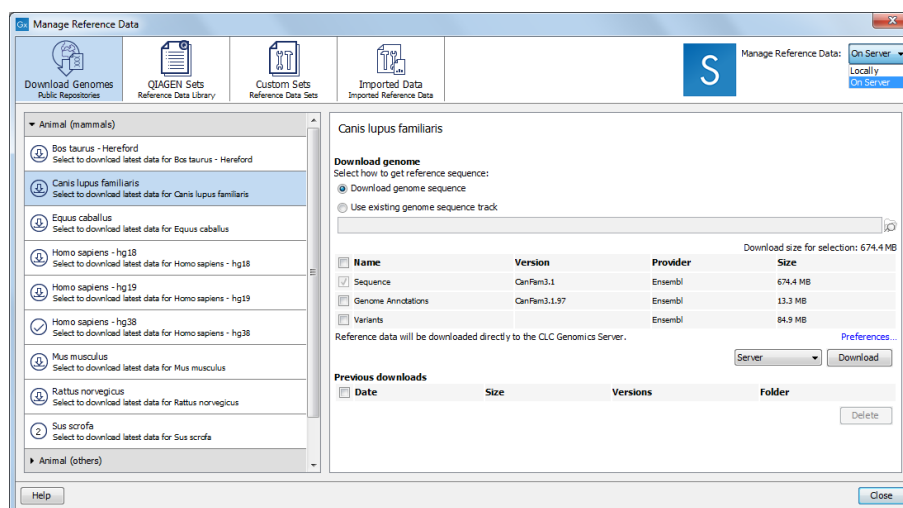 Gx Manage Reference Data
Download Genomes
Public Repositories
QIAGEN Sets
Reference Data Library
Custom Sets
Reference Data Sets
Imported Data
Imported Reference Data
S
Manage Reference Data: On Server
Locally
On Server
Animal (mammals)
Bos taurus - Hereford
Select to download latest data for Bos taurus - Hereford
Canis lupus familiaris
Select to download latest data for Canis lupus familiaris
Equus caballus
Select to download latest data for Equus caballus
Homo sapiens - hg18
Select to download latest data for Homo sapiens - hg18
Homo sapiens - hg19
Select to download latest data for Homo sapiens - hg19
Homo sapiens - hg38
Select to download latest data for Homo sapiens - hg38
Mus musculus
Select to download latest data for Mus musculus
Rattus norvegicus
Select to download latest data for Rattus norvegicus
2 Sus scrofa
Select to download latest data for Sus scrofa
Animal (others)
Canis lupus familiaris
Download genome
Select how to get reference sequence:
Download genome sequence
Use existing genome sequence track
Download size for selection: 674.4 MB
Name Version Provider Size
Sequence CanFam3.1 Ensembl 674.4 MB
Genome Annotations CanFam3.1.97 Ensembl 13.3 MB
Variants Ensembl 84.9 MB
Reference data will be downloaded directly to the CLC Genomics Server. Preferences...
Server Download
Previous downloads
Date Size Versions Folder
Delete
Help Close